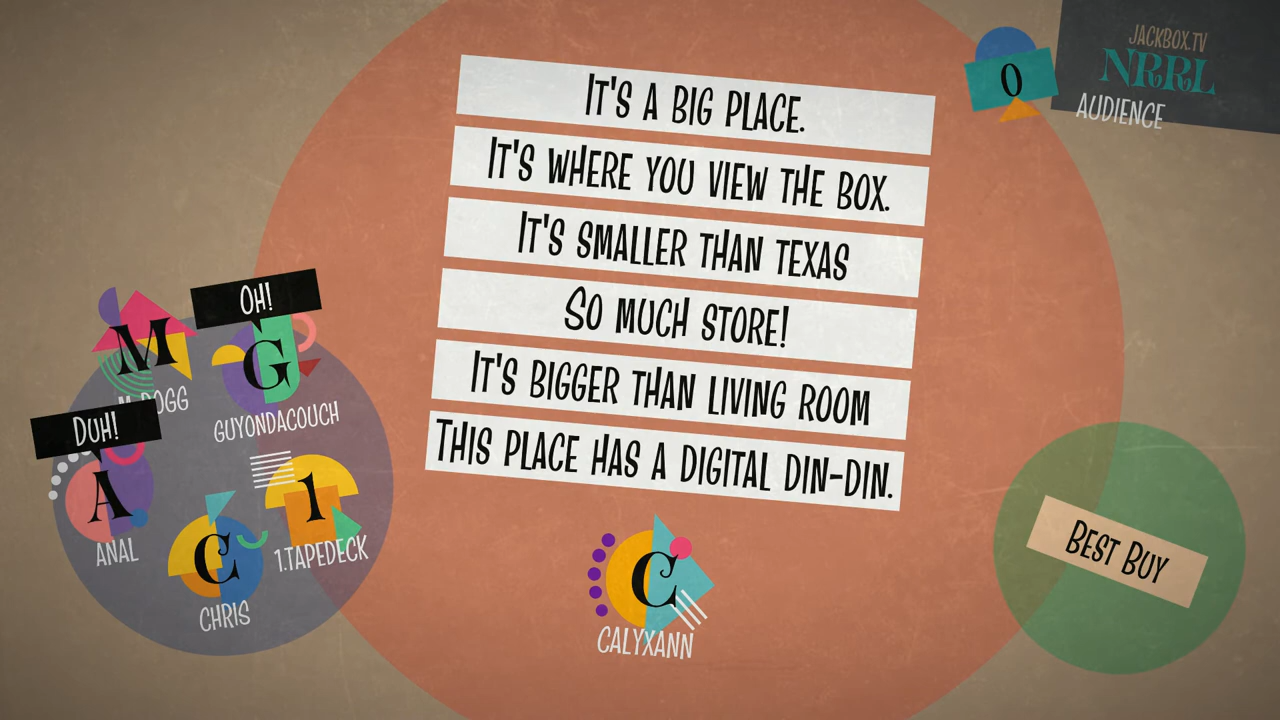 It's a big place.
It's where you view the box.
It's smaller than Texas
So much store!
It's bigger than living room
This place has a digital din-din.
0
JACKBOX.TV
NRRL
AUDIENCE
Oh!
M
G
GUYONDACOUCH
Duh!
A
ANAL
1
1.TAPEDECK
C
CHRIS
C
CALYXANN
Best Buy